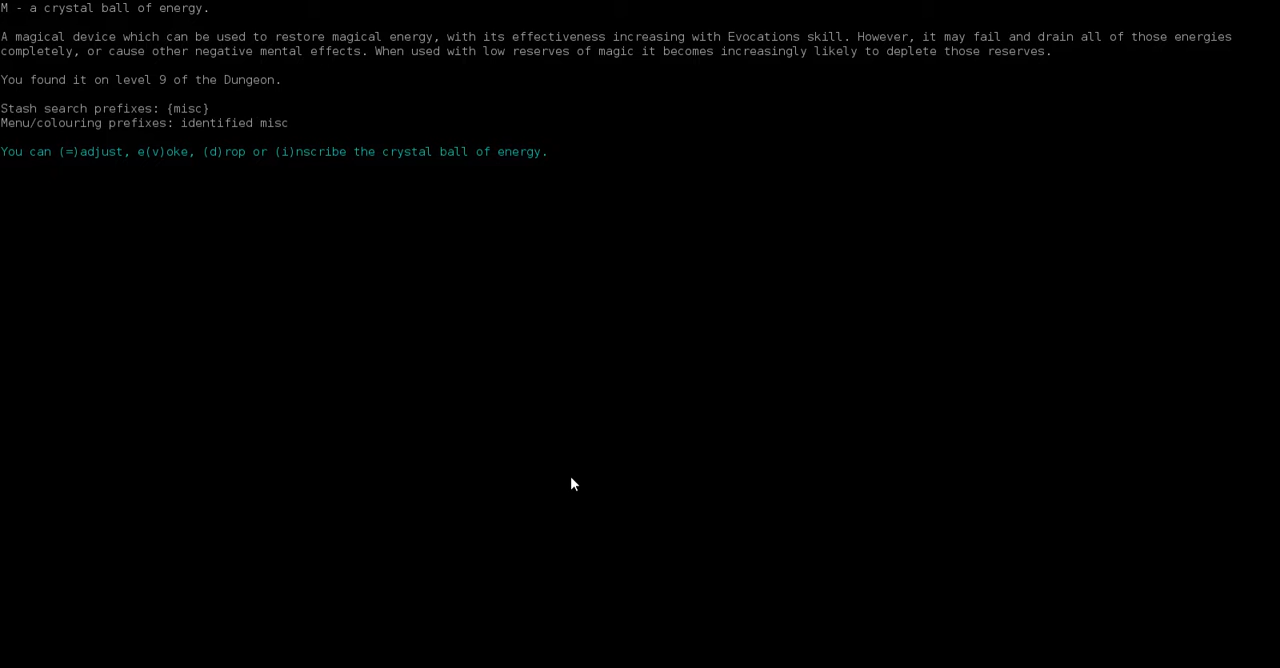 M - a crystal ball of energy.
A magical device which can be used to restore magical energy, with its effectiveness increasing with Evocations skill. However, it may fail and drain all of those energies
completely, or cause other negative mental effects. When used with low reserves of magic it becomes increasingly likely to deplete those reserves.
You found it on level 9 of the Dungeon.
Stash search prefixes: {misc}
Menu/colouring prefixes: identified misc
You can (=)adjust, e(v)oke, (d)rop or (i)nscribe the crystal ball of energy.